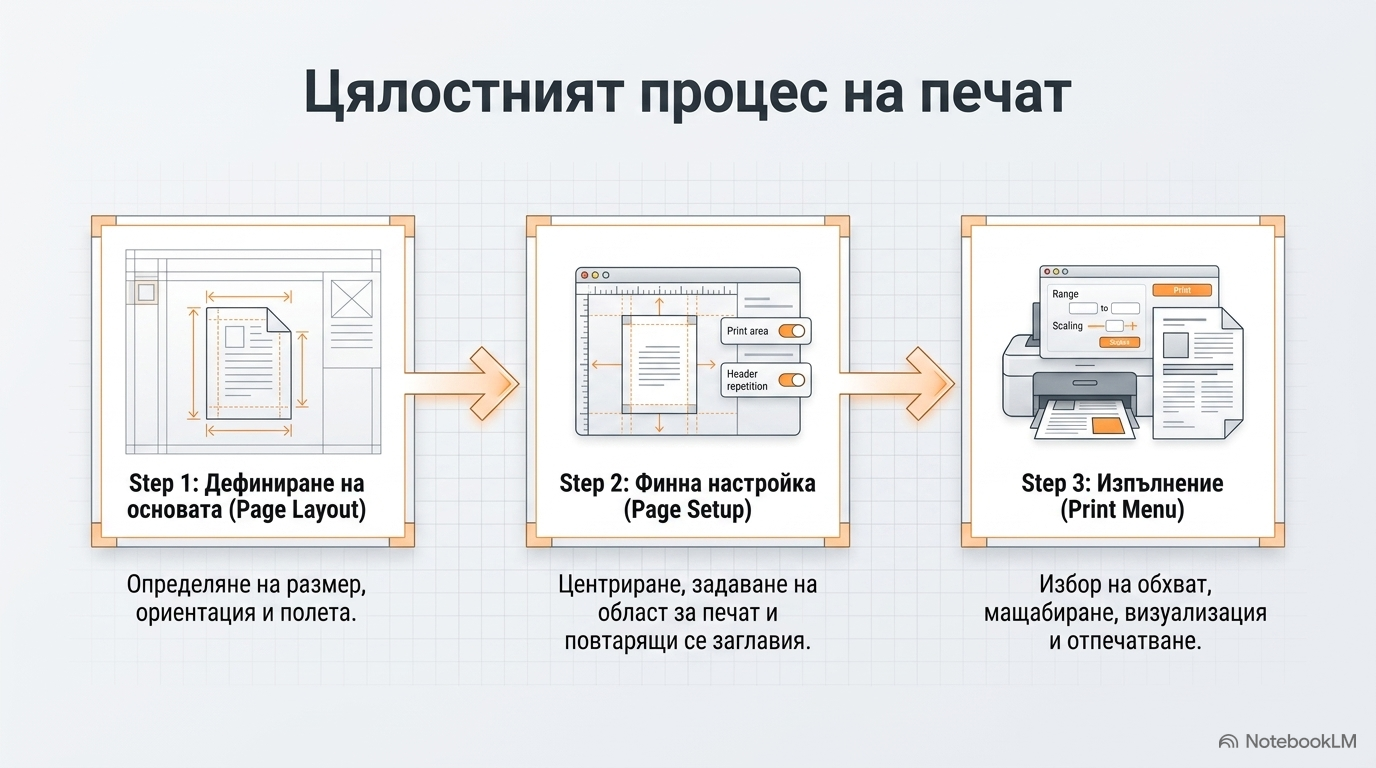 Цялостният процес на печат
Step 1: Дефиниране на
основата (Page Layout)
Определяне на размер,
ориентация и полета.
Print area
Header
repetition
Step 2: Финна настройка
(Page Setup)
Центриране, задаване на
област за печат и
повтарящи се заглавия.
Print
Range
to
Scaling
Step 3: Изпълнение
(Print Menu)
Избор на обхват,
мащабиране, визуализация
и отпечатване.
NotebookLM